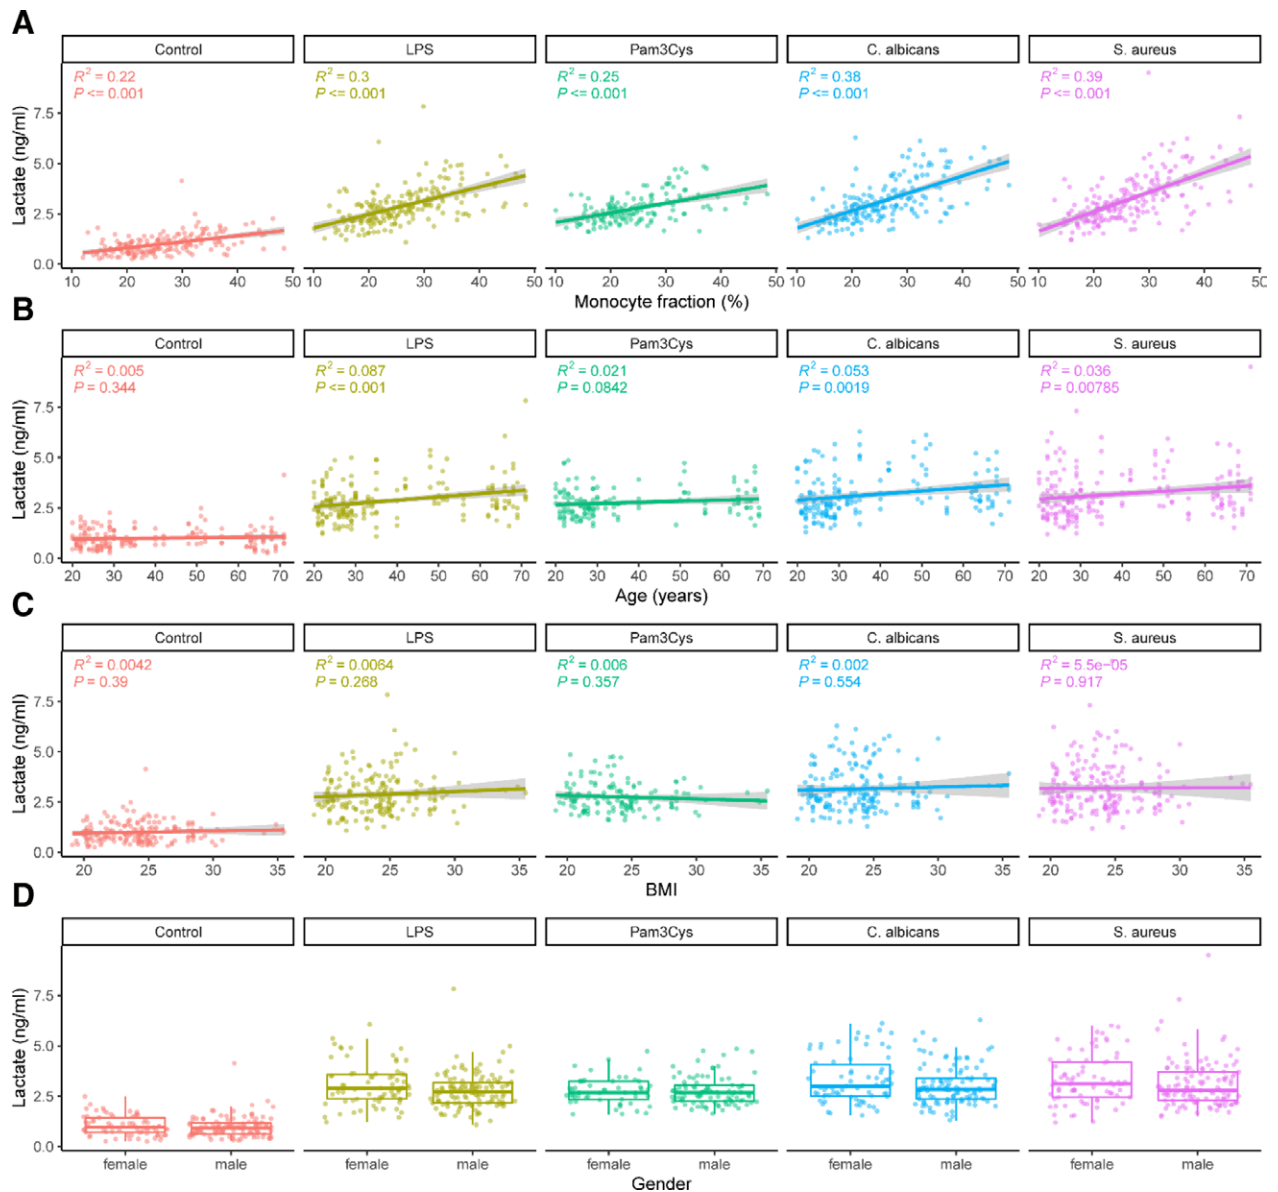 A
Control LPS Pam3Cys C. albicans S. aureus
R² = 0.22 R² = 0.3 R² = 0.25 R² = 0.38 R² = 0.39
P <= 0.001 P <= 0.001 P <= 0.001 P <= 0.001 P <= 0.001
Lactate (ng/ml)
7.5
5.0
2.5
0.0
10 20 30 40 50 10 20 30 40 50 10 20 30 40 50 10 20 30 40 50 10 20 30 40 50
Monocyte fraction (%)
B
Control LPS Pam3Cys C. albicans S. aureus
R² = 0.005 R² = 0.087 R² = 0.021 R² = 0.053 R² = 0.036
P = 0.344 P <= 0.001 P = 0.0842 P = 0.0019 P = 0.00785
Lactate (ng/ml)
7.5
5.0
2.5
0.0
20 30 40 50 60 70 20 30 40 50 60 70 20 30 40 50 60 70 20 30 40 50 60 70 20 30 40 50 60 70
Age (years)
C
Control LPS Pam3Cys C. albicans S. aureus
R² = 0.0042 R² = 0.0064 R² = 0.006 R² = 0.002 R² = 5.5e−05
P = 0.39 P = 0.268 P = 0.357 P = 0.554 P = 0.917
Lactate (ng/ml)
7.5
5.0
2.5
0.0
20 25 30 35 20 25 30 35 20 25 30 35 20 25 30 35 20 25 30 35
BMI
D
Control LPS Pam3Cys C. albicans S. aureus
Lactate (ng/ml)
7.5
5.0
2.5
0.0
female male female male female male female male female male
Gender